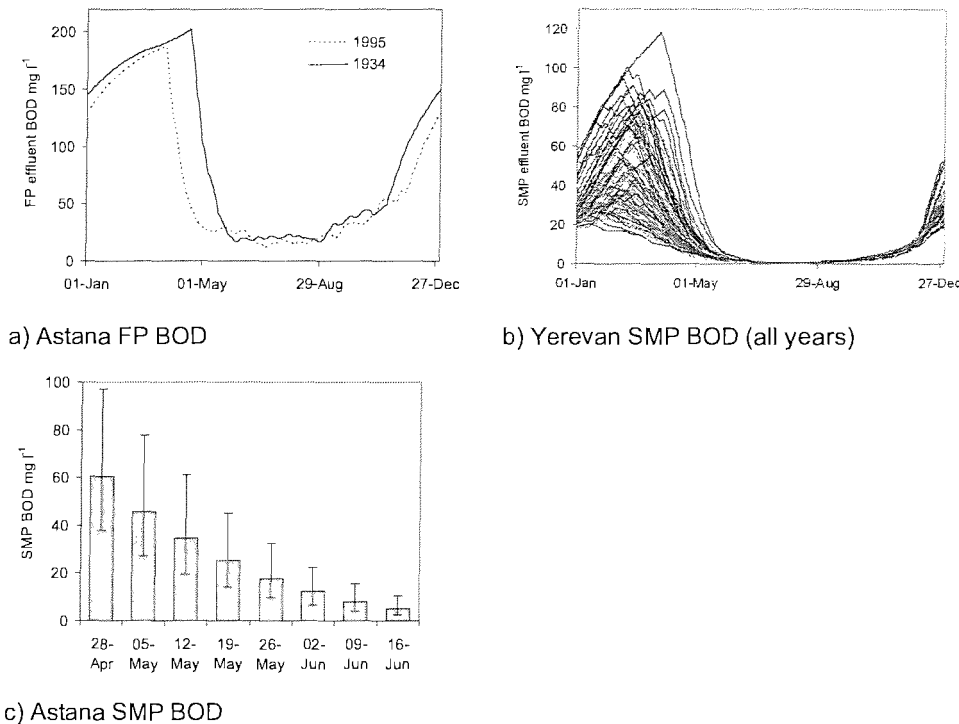 200
150
100
50
0
FP effluent BOD mg l⁻¹
1995
1934
01-Jan 01-May 29-Aug 27-Dec
a) Astana FP BOD
120
100
80
60
40
20
0
SMP effluent BOD mg l⁻¹
01-Jan 01-May 29-Aug 27-Dec
b) Yerevan SMP BOD (all years)
100
80
60
40
20
0
SMP BOD mg l⁻¹
28- 05- 12- 19- 26- 02- 09- 16-
Apr May May May May Jun Jun Jun
c) Astana SMP BOD